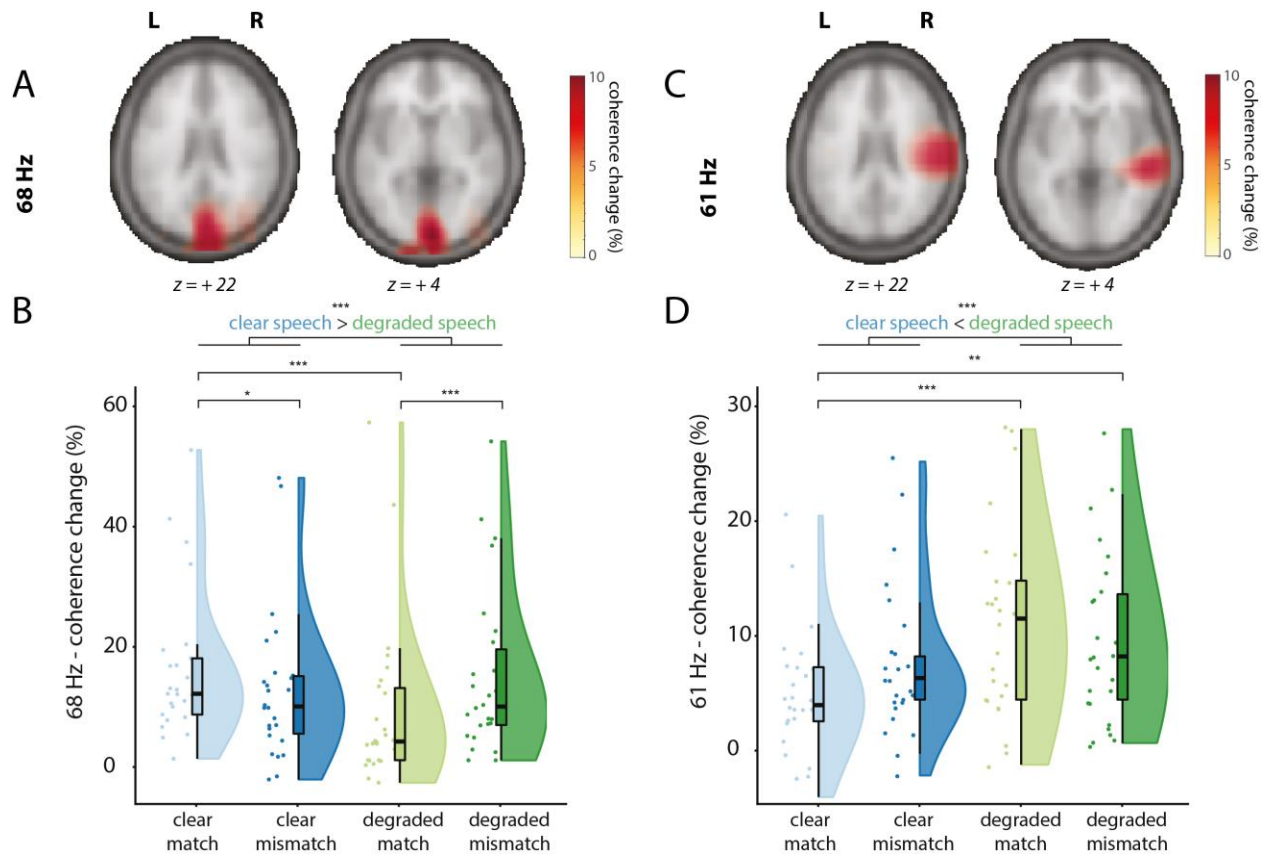 L R
A
68 Hz
10
5
0
coherence change (%)
z = + 22 z = + 4
B
***
clear speech > degraded speech
***
* ***
68 Hz - coherence change (%)
60
40
20
0
clear match
clear mismatch
degraded match
degraded mismatch
L R
C
61 Hz
10
5
0
coherence change (%)
z = + 22 z = + 4
D
***
clear speech < degraded speech
**
***
61 Hz - coherence change (%)
30
20
10
0
clear match
clear mismatch
degraded match
degraded mismatch